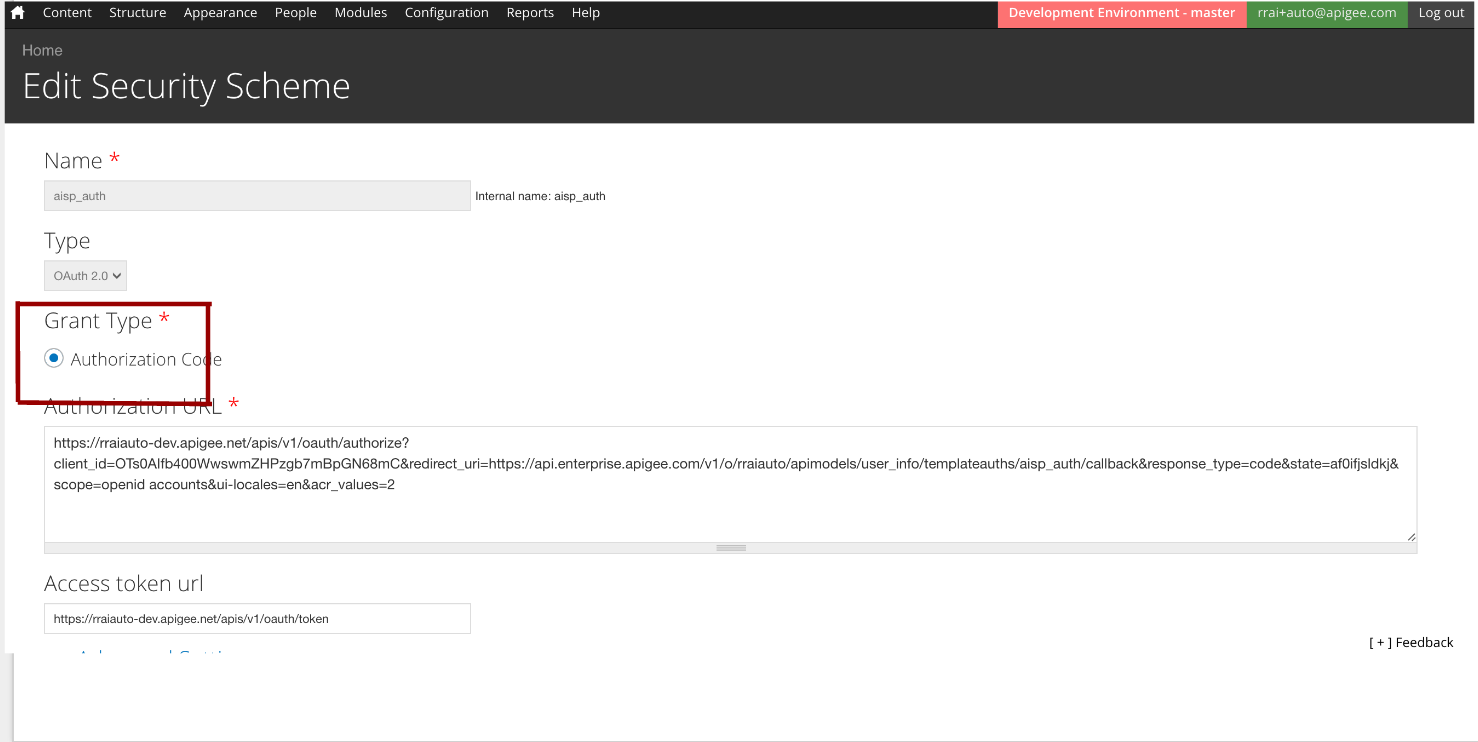 Content Structure Appearance People Modules Configuration Reports Help Development Environment - master rrai+auto@apigee.com Log out
Home
Edit Security Scheme
Name *
aisp_auth Internal name: aisp_auth
Type
OAuth 2.0
Grant Type *
Authorization Code
Authorization URL *
https://rraiauto-dev.apigee.net/apis/v1/oauth/authorize?
client_id=OTs0Alfb400WwswmZHPzgb7mBpGN68mC&redirect_uri=https://api.enterprise.apigee.com/v1/o/rraiauto/apimodels/user_info/templateauths/aisp_auth/callback&response_type=code&state=af0ifjsldkj&
scope=openid accounts&ui-locales=en&acr_values=2
Access token url
https://rraiauto-dev.apigee.net/apis/v1/oauth/token
[ + ] Feedback